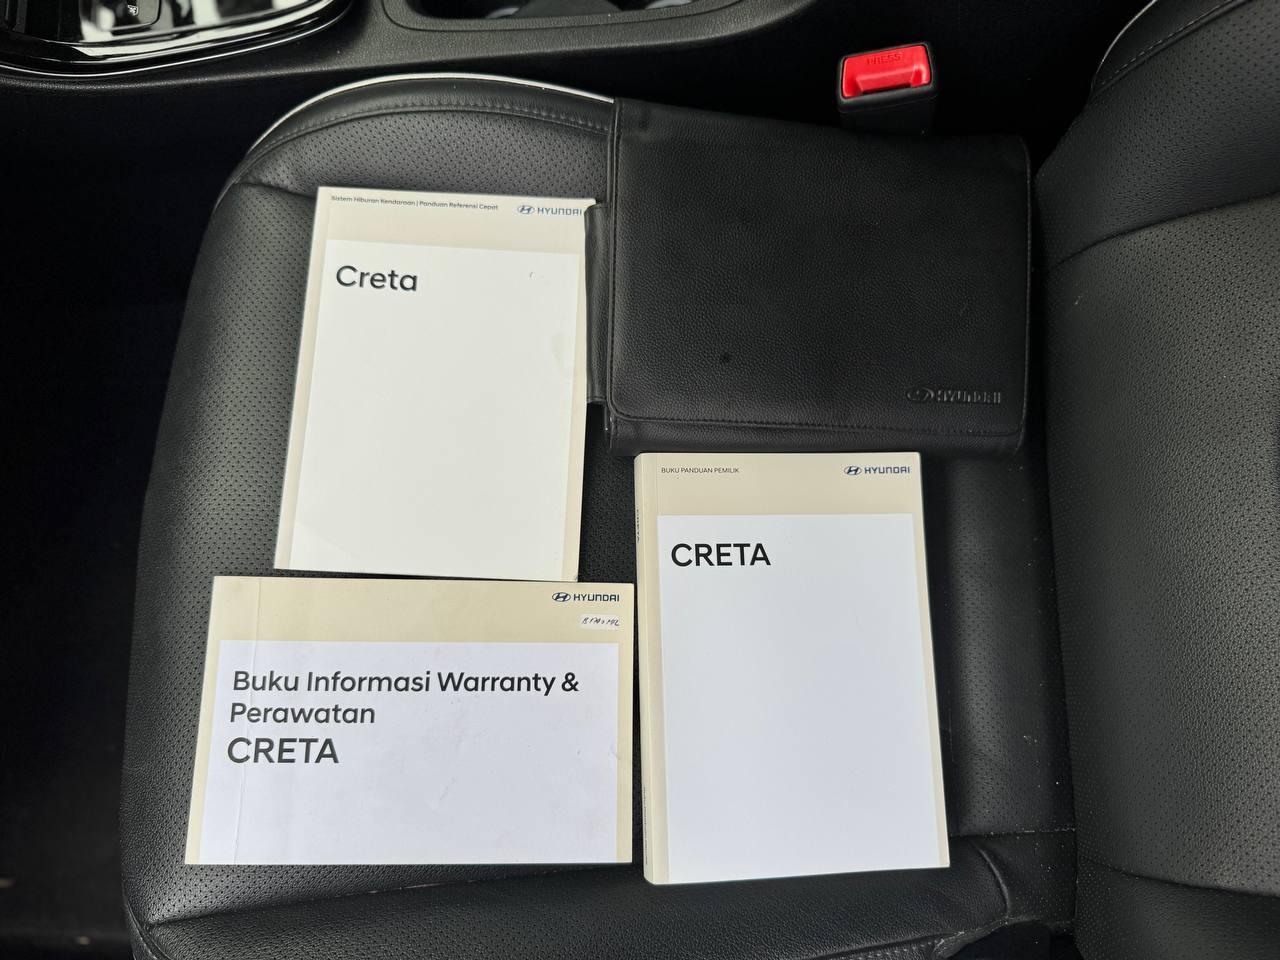 PRESS
Sistem Hiburan Kendaraan | Panduan Referensi Cepat
HYUNDAI
Creta
HYUNDAI
BUKU PANDUAN PEMILIK
HYUNDAI
CRETA
CRETA
HYUNDAI
Buku Informasi Warranty &
Perawatan
CRETA